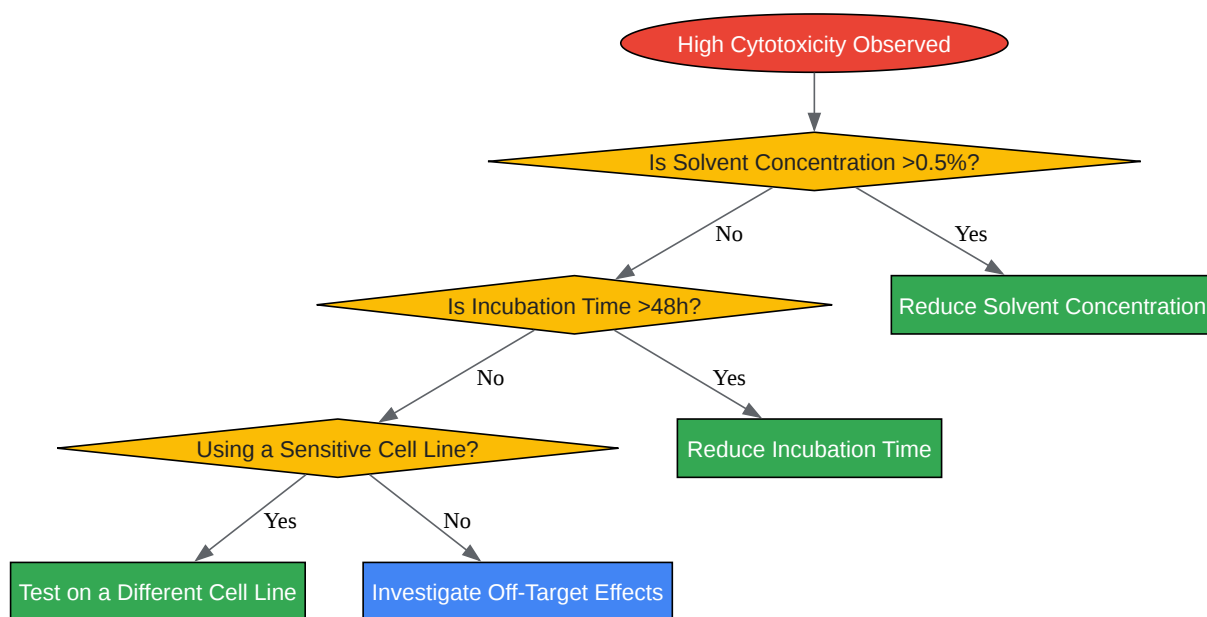 High Cytotoxicity Observed
Is Solvent Concentration >0.5%?
No
Yes
Is Incubation Time >48h?
Reduce Solvent Concentration
No
Yes
Using a Sensitive Cell Line?
Reduce Incubation Time
Yes
No
Test on a Different Cell Line
Investigate Off-Target Effects